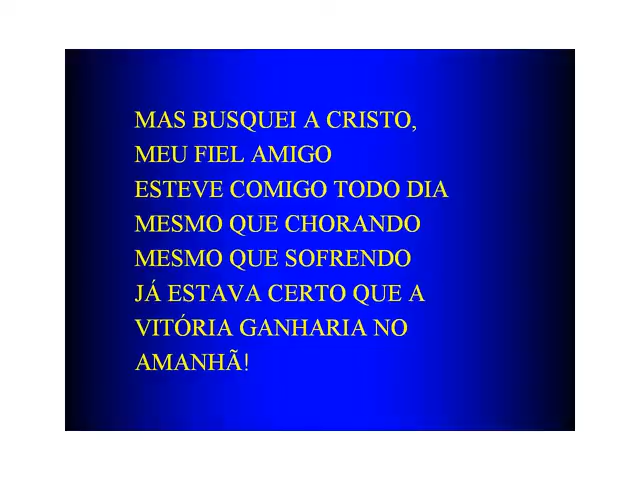 MAS BUSQUEI A CRISTO,
MEU FIEL AMIGO
ESTEVE COMIGO TODO DIA
MESMO QUE CHORANDO
MESMO QUE SOFRENDO
JÁ ESTAVA CERTO QUE A
VITÓRIA GANHARIA NO
AMANHÃ!